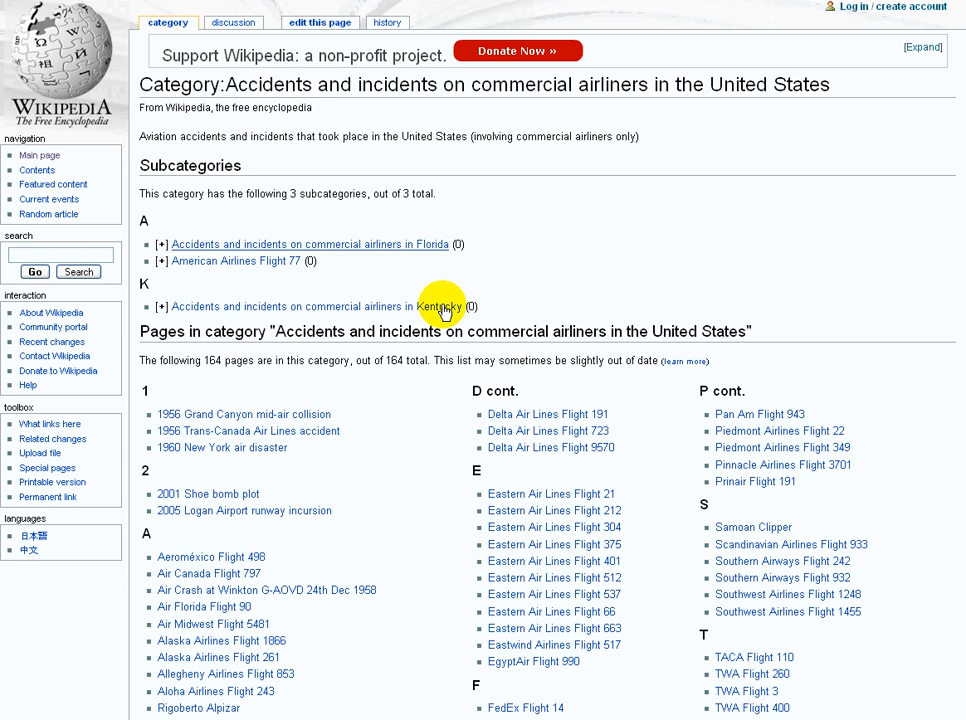 category
discussion
edit this page
history
Log in / create account
Support Wikipedia: a non-profit project.
Donate Now »
[Expand]
WIKIPEDIA
The Free Encyclopedia
navigation
Main page
Contents
Featured content
Current events
Random article
search
Go
Search
interaction
About Wikipedia
Community portal
Recent changes
Contact Wikipedia
Donate to Wikipedia
Help
toolbox
What links here
Related changes
Upload file
Special pages
Printable version
Permanent link
languages
日本語
中文
Category:Accidents and incidents on commercial airliners in the United States
From Wikipedia, the free encyclopedia
Aviation accidents and incidents that took place in the United States (involving commercial airliners only)
Subcategories
This category has the following 3 subcategories, out of 3 total.
A
[+] Accidents and incidents on commercial airliners in Florida (0)
[+] American Airlines Flight 77 (0)
K
[+] Accidents and incidents on commercial airliners in Kentucky (0)
Pages in category "Accidents and incidents on commercial airliners in the United States"
The following 164 pages are in this category, out of 164 total. This list may sometimes be slightly out of date (learn more)
1
1956 Grand Canyon mid-air collision
1956 Trans-Canada Air Lines accident
1960 New York air disaster
2
2001 Shoe bomb plot
2005 Logan Airport runway incursion
A
Aeroméxico Flight 498
Air Canada Flight 797
Air Crash at Winkton G-AOVD 24th Dec 1958
Air Florida Flight 90
Air Midwest Flight 5481
Alaska Airlines Flight 1866
Alaska Airlines Flight 261
Allegheny Airlines Flight 853
Aloha Airlines Flight 243
Rigoberto Alpizar
D cont.
Delta Air Lines Flight 191
Delta Air Lines Flight 723
Delta Air Lines Flight 9570
E
Eastern Air Lines Flight 21
Eastern Air Lines Flight 212
Eastern Air Lines Flight 304
Eastern Air Lines Flight 375
Eastern Air Lines Flight 401
Eastern Air Lines Flight 512
Eastern Air Lines Flight 537
Eastern Air Lines Flight 66
Eastern Air Lines Flight 663
Eastwind Airlines Flight 517
EgyptAir Flight 990
F
FedEx Flight 14
P cont.
Pan Am Flight 943
Piedmont Airlines Flight 22
Piedmont Airlines Flight 349
Pinnacle Airlines Flight 3701
Prinair Flight 191
S
Samoan Clipper
Scandinavian Airlines Flight 933
Southern Airways Flight 242
Southern Airways Flight 932
Southwest Airlines Flight 1248
Southwest Airlines Flight 1455
T
TACA Flight 110
TWA Flight 260
TWA Flight 3
TWA Flight 400